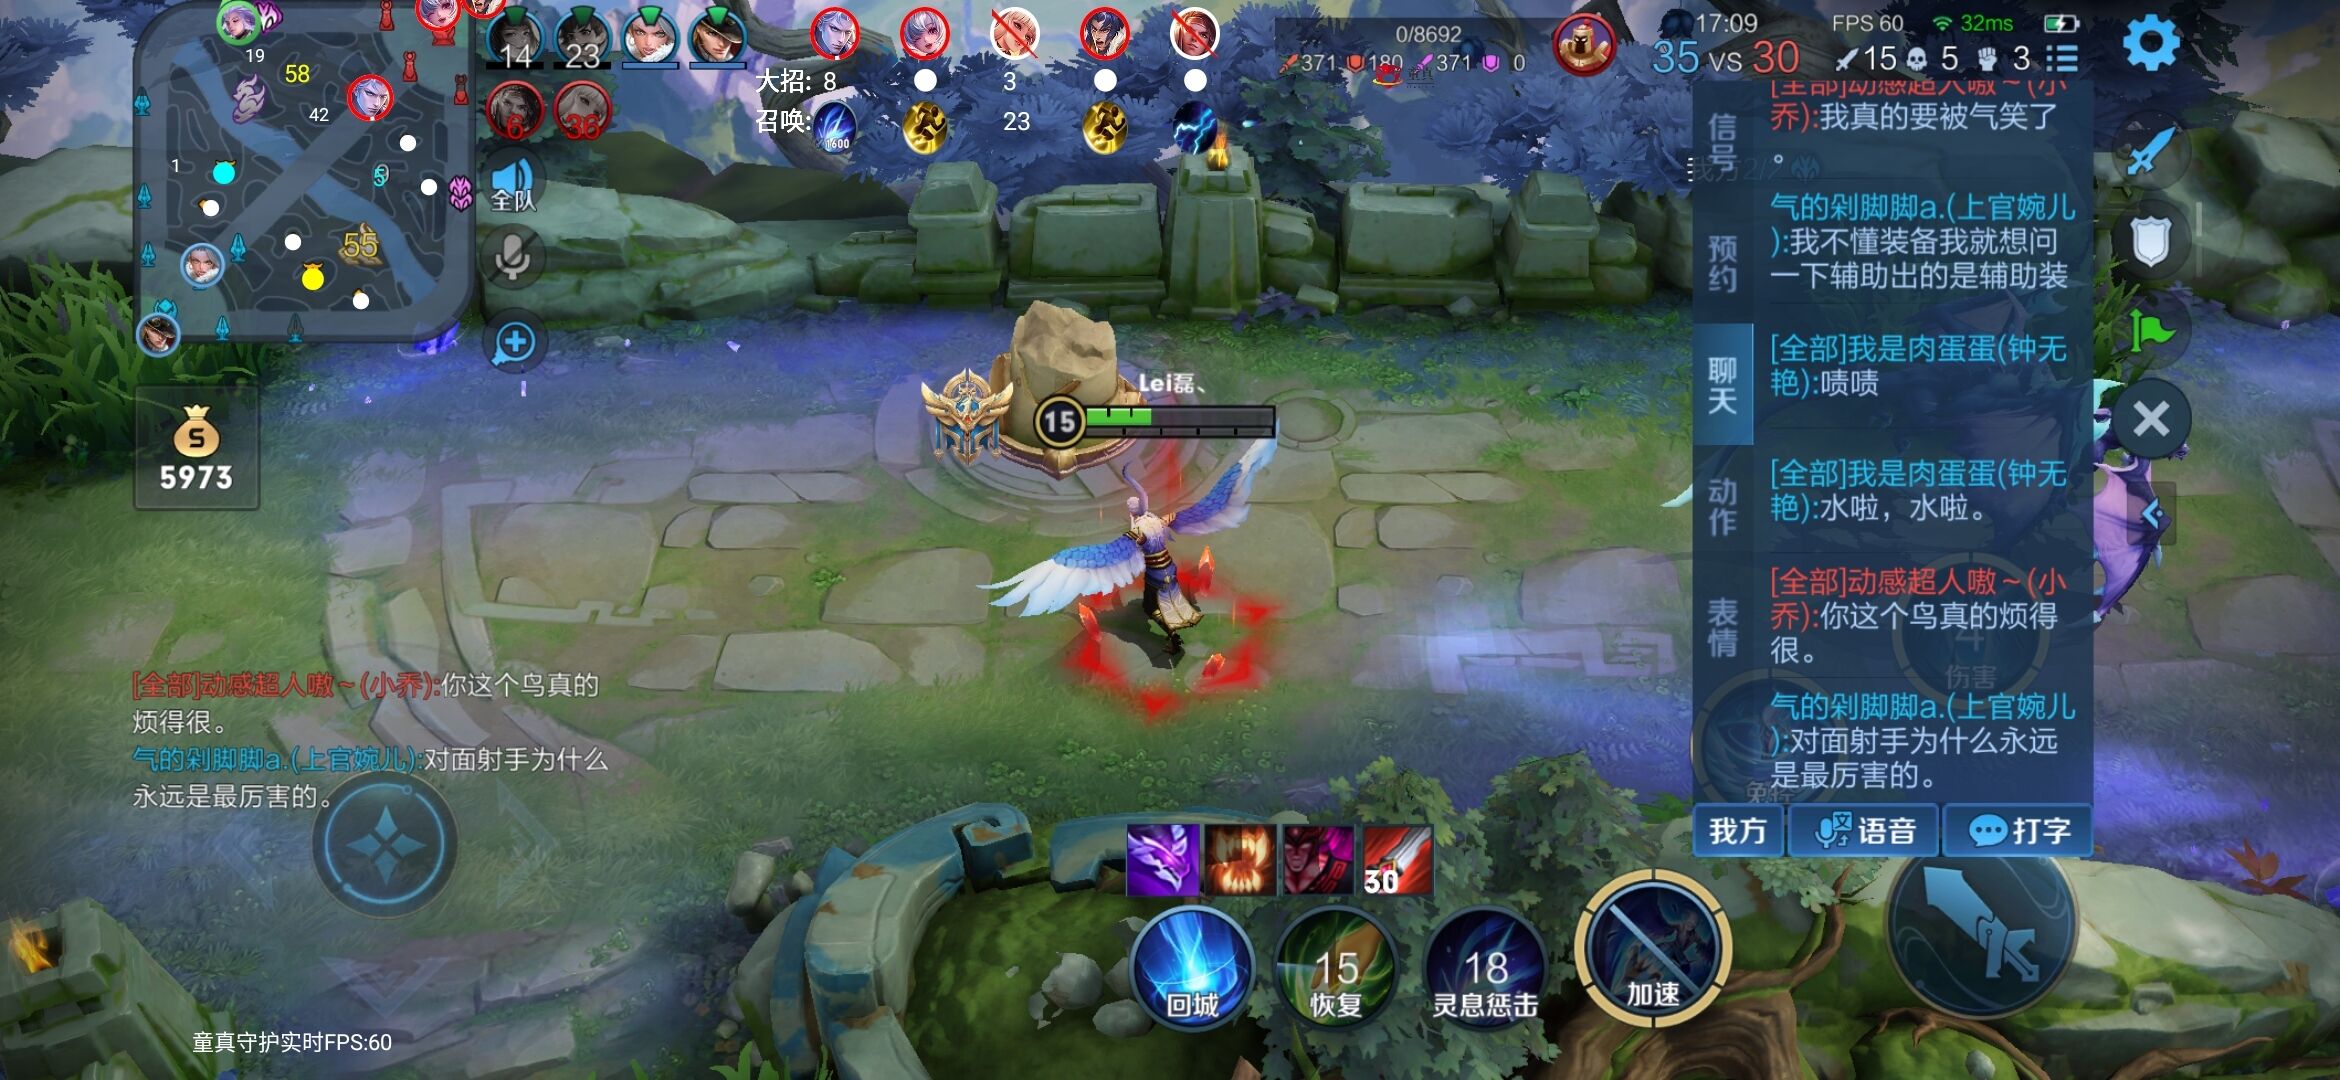 19
58
42
1
9
55
14
23
6
36
全队
5973
大招: 8
3
召唤:
1600
23
0/8692
371 180 371 0
17:09
FPS 60
32ms
35 VS 30
15 5 3
信号
预约
聊天
动作
表情
[全部]动感超人嗷~(小
乔):我真的要被气笑了
。
气的剁脚脚a.(上官婉儿
):我不懂装备我就想问
一下辅助出的是辅助装
[全部]我是肉蛋蛋(钟无
艳):啧啧
[全部]我是肉蛋蛋(钟无
艳):水啦，水啦。
[全部]动感超人嗷~(小
乔):你这个鸟真的烦得
很。
气的剁脚脚a.(上官婉儿
):对面射手为什么永远
是最厉害的。
我方
语音
打字
Lei磊、
15
[全部]动感超人嗷~(小乔):你这个鸟真的
烦得很。
气的剁脚脚a.(上官婉儿):对面射手为什么
永远是最厉害的。
4
伤害
免控
30
回城
15
恢复
18
灵息惩击
加速
童真守护实时FPS:60